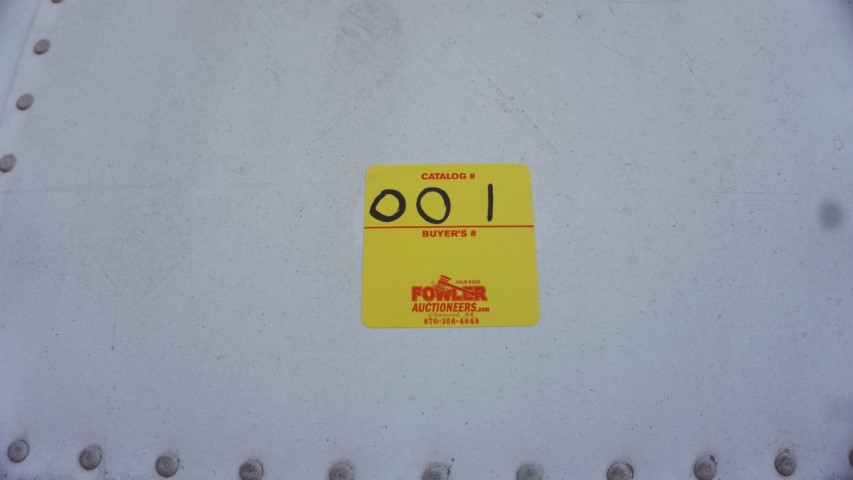 CATALOG #
001
BUYER'S #
FOWLER
AUCTIONEERS.com
870-356-4848